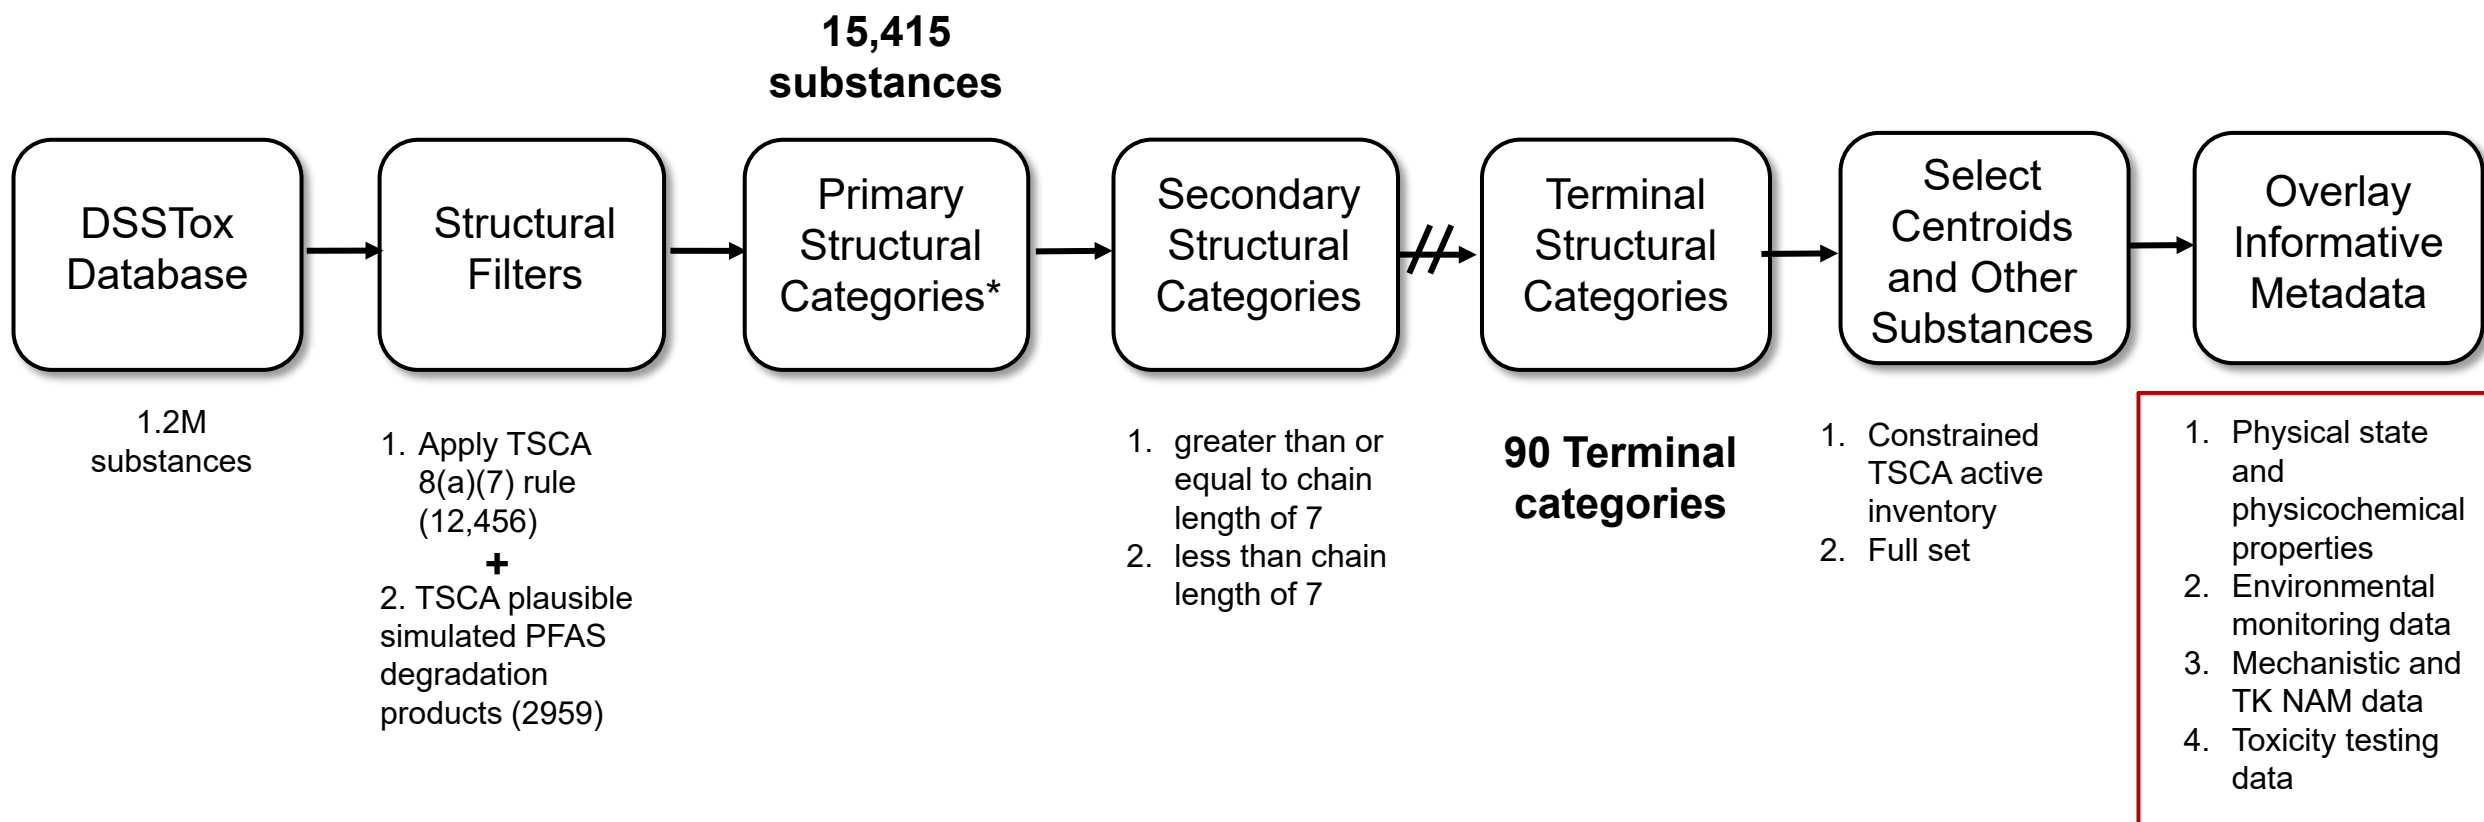 15,415
substances
DSSTox
Database
Structural
Filters
Primary
Structural
Categories*
Secondary
Structural
Categories
Terminal
Structural
Categories
Select
Centroids
and Other
Substances
Overlay
Informative
Metadata
1.2M
substances
1. Apply TSCA
8(a)(7) rule
(12,456)
+
2. TSCA plausible
simulated PFAS
degradation
products (2959)
1. greater than or
equal to chain
length of 7
2. less than chain
length of 7
90 Terminal
categories
1. Constrained
TSCA active
inventory
2. Full set
1. Physical state
and
physicochemical
properties
2. Environmental
monitoring data
3. Mechanistic and
TK NAM data
4. Toxicity testing
data